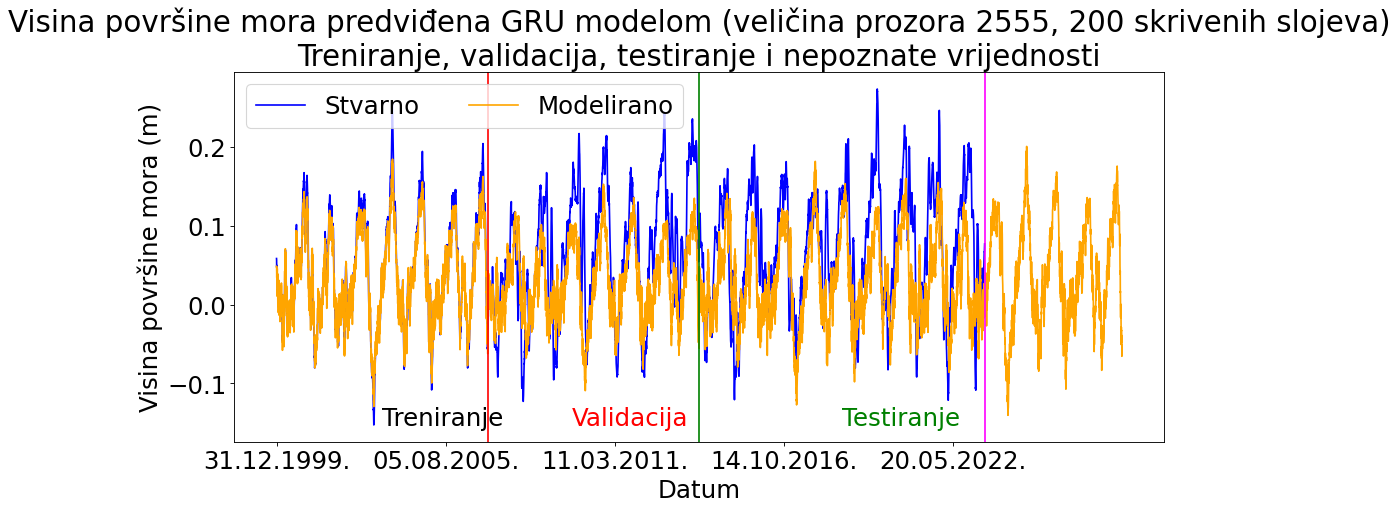 Visina površine mora predviđena GRU modelom (veličina prozora 2555, 200 skrivenih slojeva)
Treniranje, validacija, testiranje i nepoznate vrijednosti
Stvarno Modelirano
Visina površine mora (m)
0.2
0.1
0.0
−0.1
Treniranje Validacija Testiranje
31.12.1999. 05.08.2005. 11.03.2011. 14.10.2016. 20.05.2022.
Datum